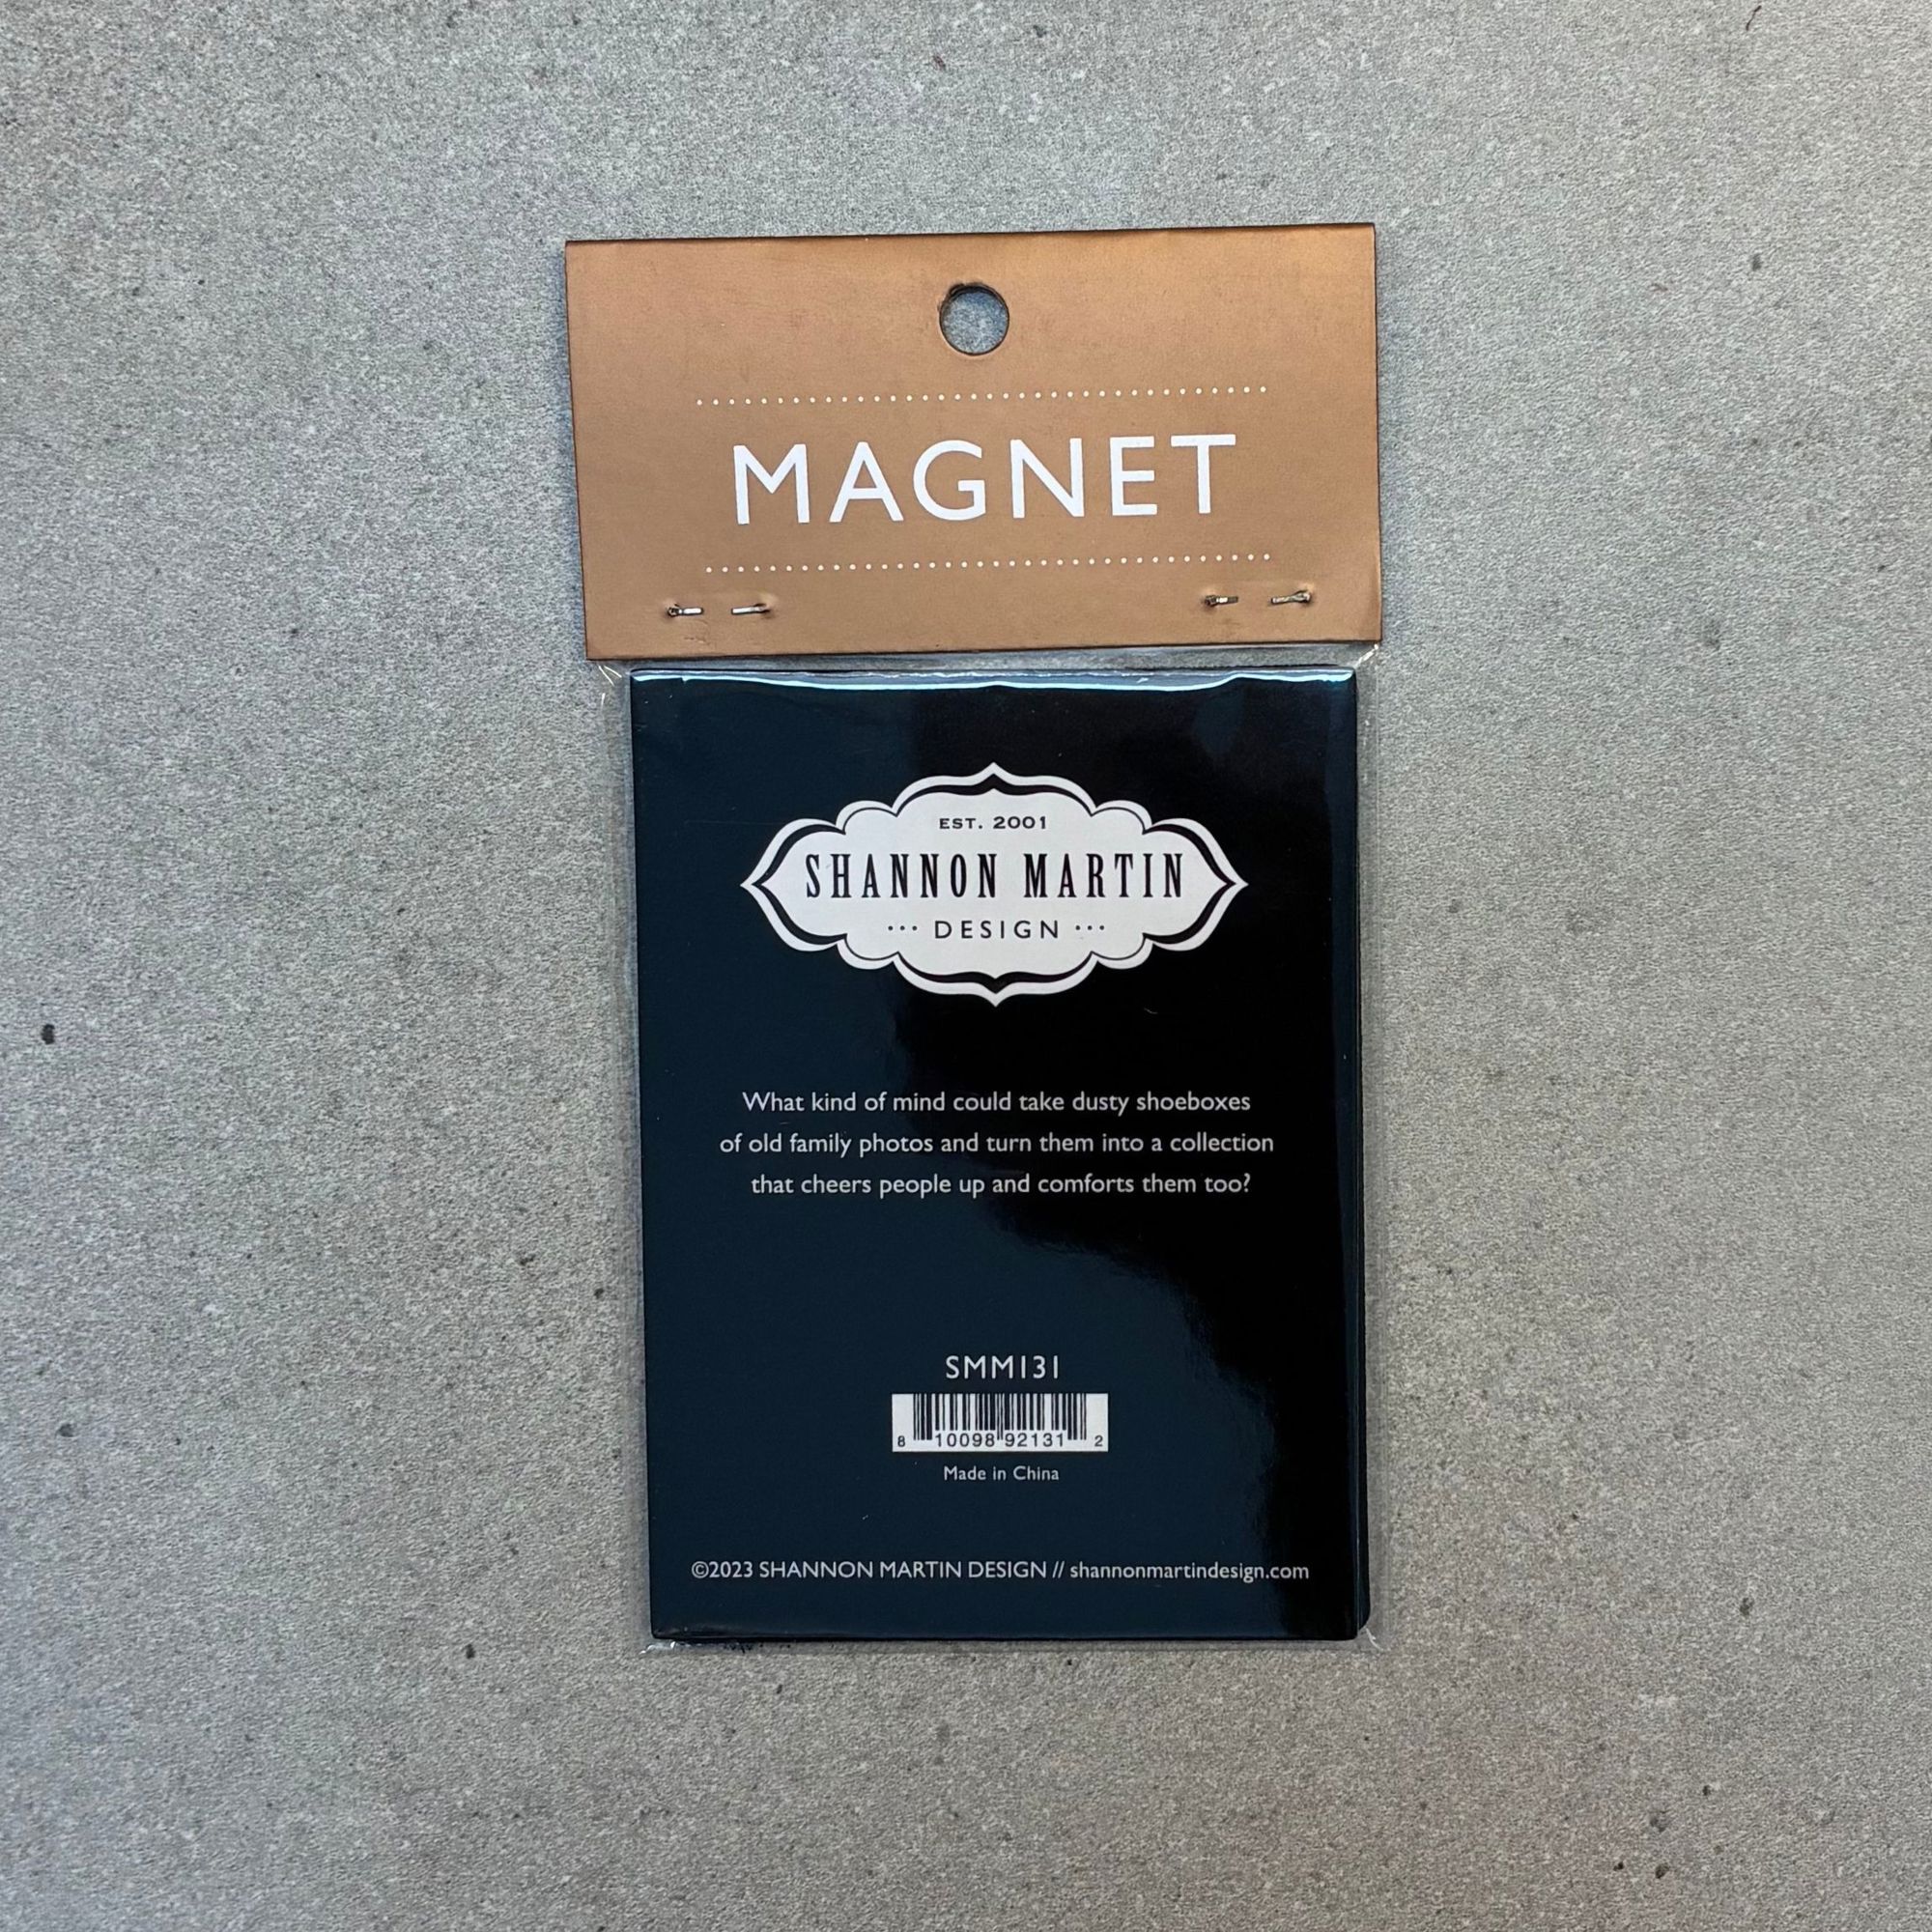 MAGNET
EST. 2001
SHANNON MARTIN
··· DESIGN ···
What kind of mind could take dusty shoeboxes
of old family photos and turn them into a collection
that cheers people up and comforts them too?
SMM131
8 10098 92131 2
Made in China
©2023 SHANNON MARTIN DESIGN // shannonmartindesign.com